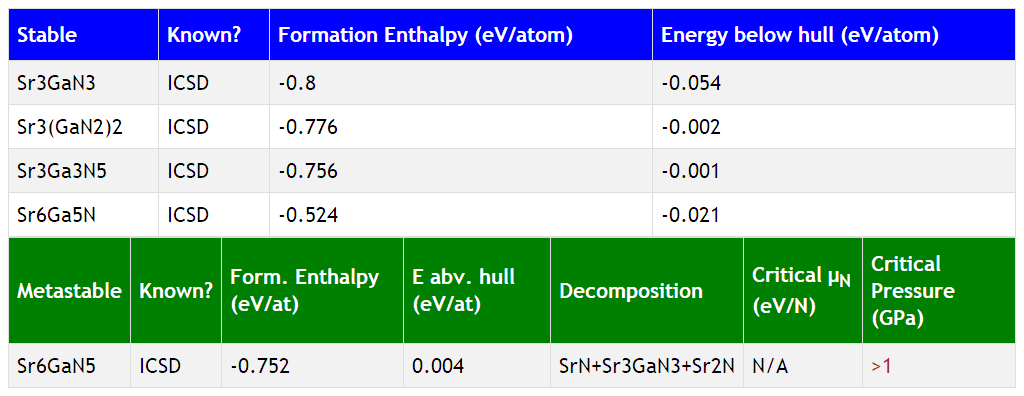 Stable Known? Formation Enthalpy (eV/atom) Energy below hull (eV/atom)
Sr3GaN3 ICSD -0.8 -0.054
Sr3(GaN2)2 ICSD -0.776 -0.002
Sr3Ga3N5 ICSD -0.756 -0.001
Sr6Ga5N ICSD -0.524 -0.021
Metastable Known? Form. Enthalpy (eV/at) E abv. hull (eV/at) Decomposition Critical μN (eV/N) Critical Pressure (GPa)
Sr6GaN5 ICSD -0.752 0.004 SrN+Sr3GaN3+Sr2N N/A >1